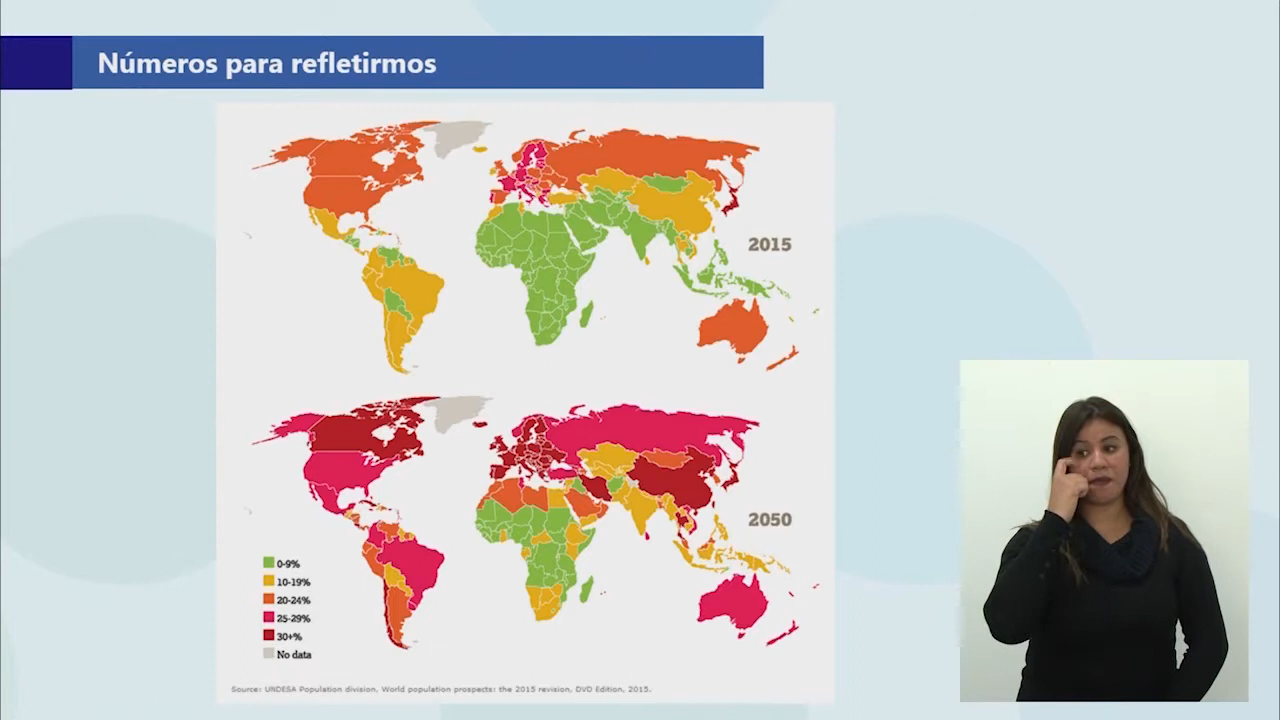 Números para refletirmos
2015
2050
0-9%
10-19%
20-24%
25-29%
30+%
No data
Source: UNDESA Population division, World population prospects: the 2015 revision, DVD Edition, 2015.